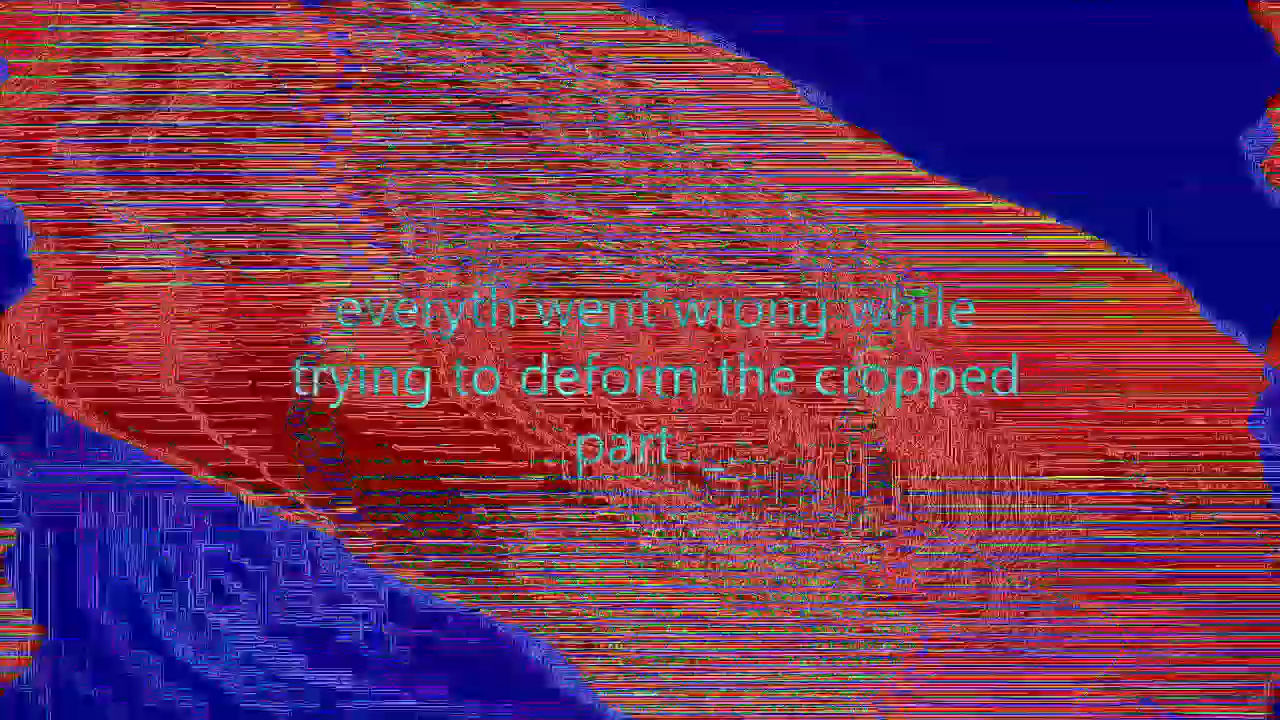 everyth went wrong while
trying to deform the cropped
part _